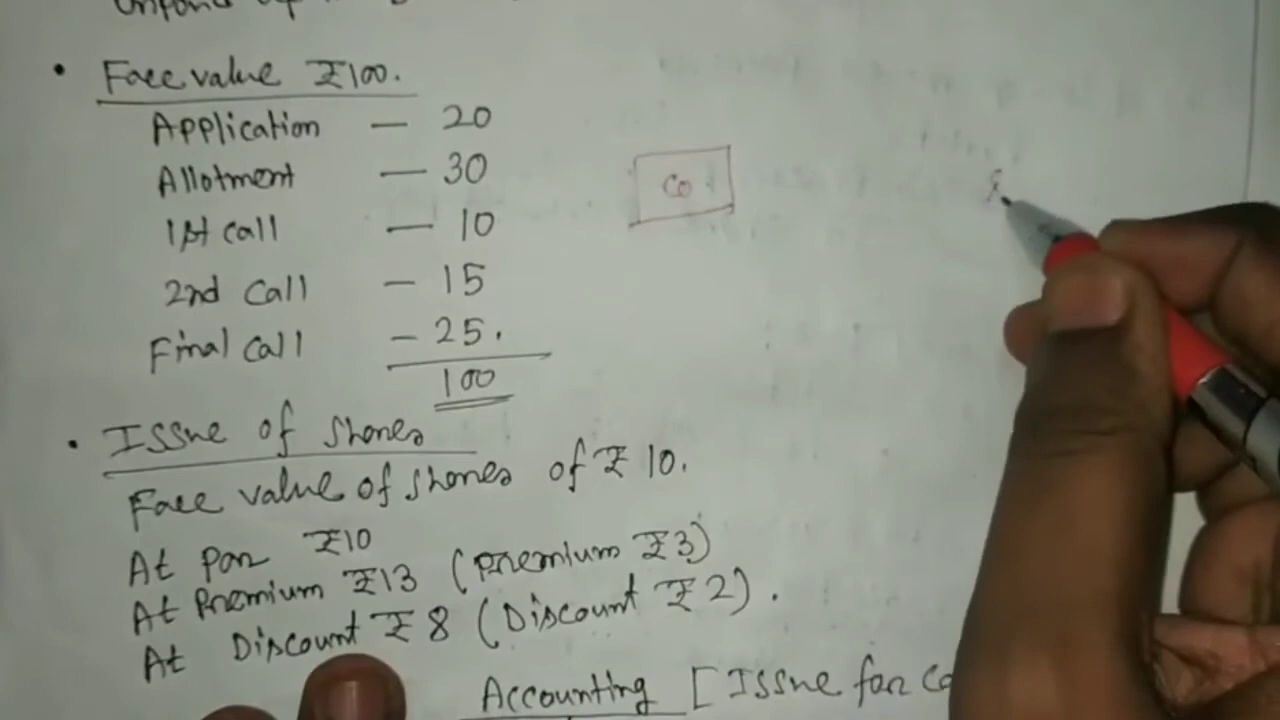 Face value ₹100.
Application — 20
Allotment — 30
1st call — 10
2nd call — 15
Final call — 25.
100
Co
Issue of shares
Face value of shares of ₹10.
At par ₹10
At Premium ₹13 (Premium ₹3)
At Discount ₹8 (Discount ₹2).
Accounting [Issue for